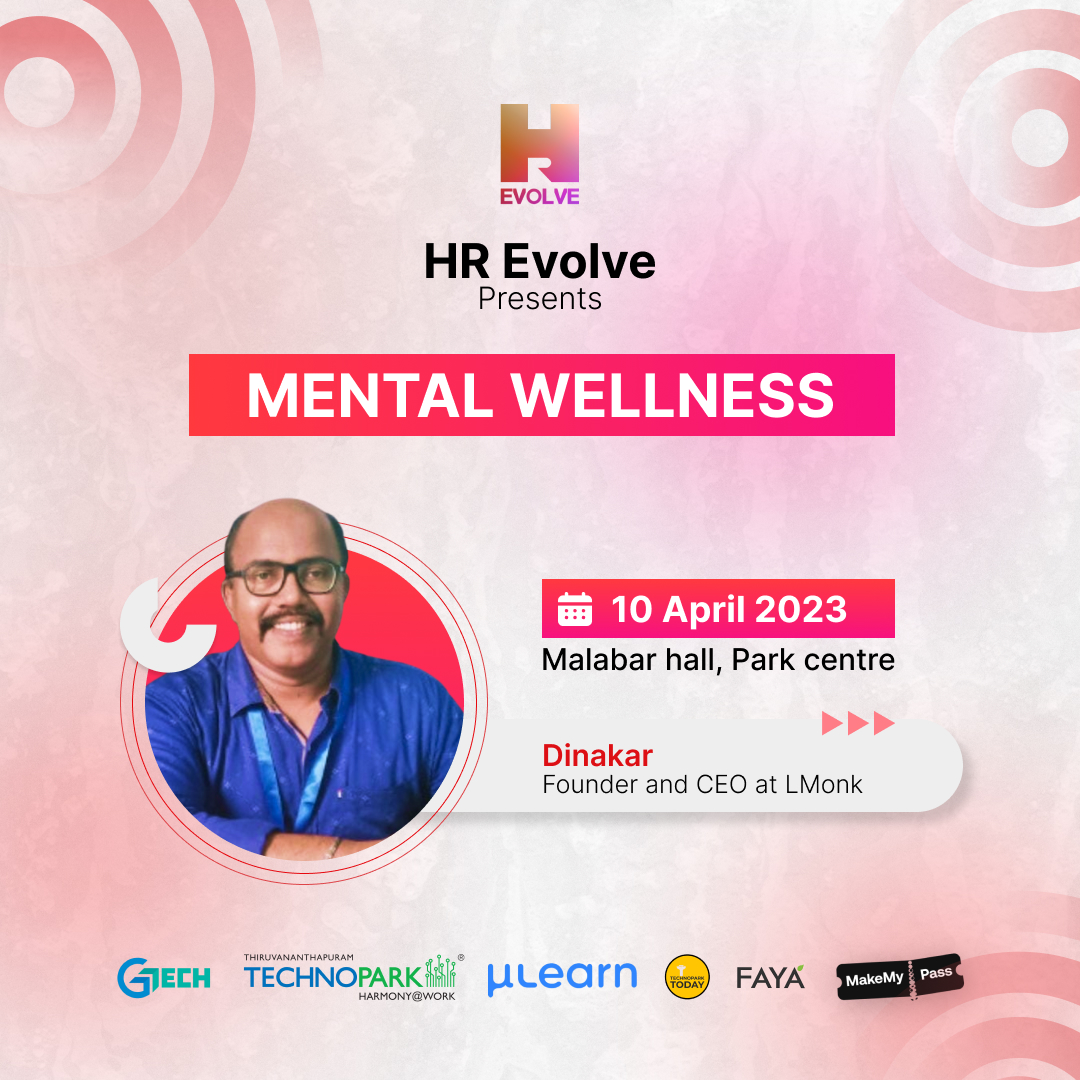 HR
EVOLVE
HR Evolve
Presents
MENTAL WELLNESS
10 April 2023
Malabar hall, Park centre
Dinakar
Founder and CEO at LMonk
GTECH
THIRUVANANTHAPURAM
TECHNOPARK®
HARMONY@WORK
µLearn
TECHNOPARK
TODAY
FAYA
MakeMy Pass